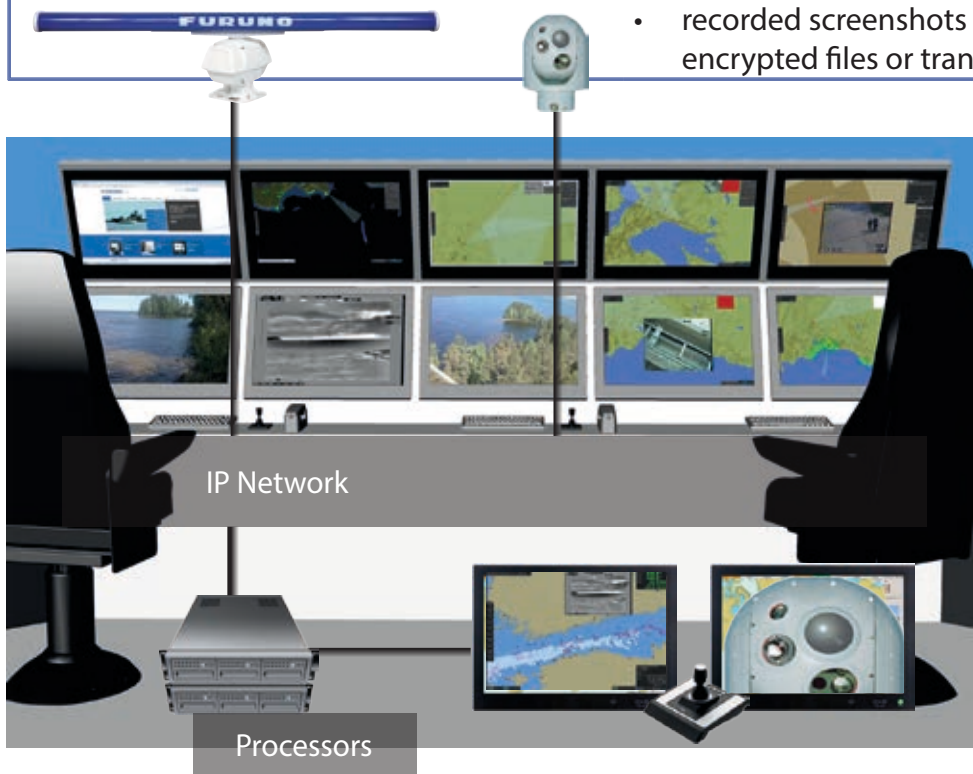 FURUNO
• recorded screenshots
encrypted files or tran
IP Network
Processors